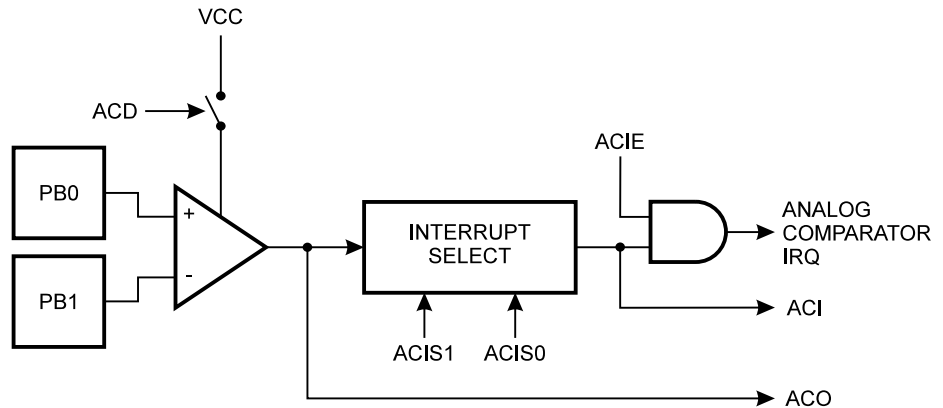 VCC
ACD
ACIE
PB0
+
INTERRUPT
SELECT
ANALOG
COMPARATOR
IRQ
PB1
-
ACI
ACIS1
ACIS0
ACO